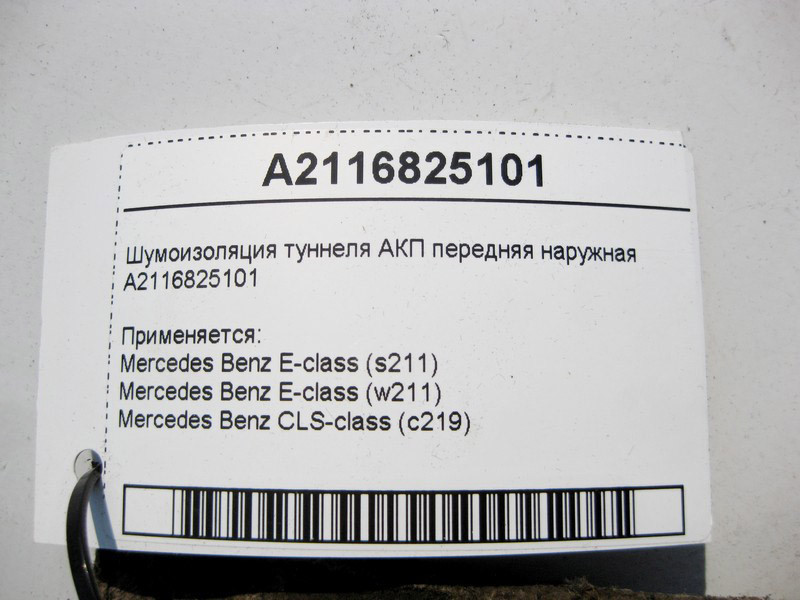 A2116825101
Шумоизоляция туннеля АКП передняя наружная
A2116825101
Применяется:
Mercedes Benz E-class (s211)
Mercedes Benz E-class (w211)
Mercedes Benz CLS-class (c219)